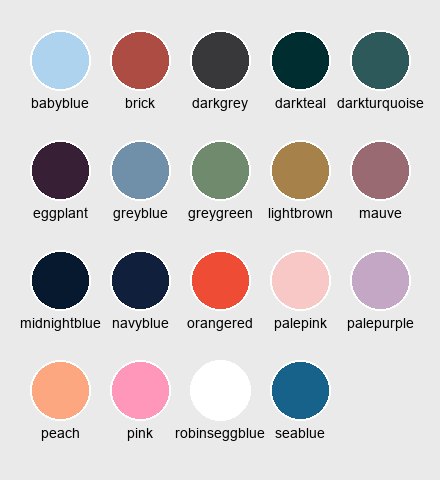 babyblue brick darkgrey darkteal darkturquoise
eggplant greyblue greygreen lightbrown mauve
midnightblue navyblue orangered palepink palepurple
peach pink robinseggblue seablue